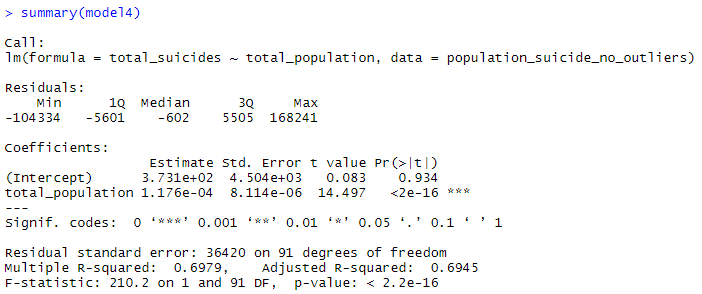 > summary(model4)
Call:
lm(formula = total_suicides ~ total_population, data = population_suicide_no_outliers)
Residuals:
    Min      1Q  Median      3Q     Max
-104334   -5601    -602    5505  168241
Coefficients:
                  Estimate Std. Error t value Pr(>|t|)
(Intercept)      3.731e+02  4.504e+03   0.083    0.934
total_population 1.176e-04  8.114e-06  14.497   <2e-16 ***
---
Signif. codes:  0 ‘***’ 0.001 ‘**’ 0.01 ‘*’ 0.05 ‘.’ 0.1 ‘ ’ 1
Residual standard error: 36420 on 91 degrees of freedom
Multiple R-squared:  0.6979,	Adjusted R-squared:  0.6945
F-statistic: 210.2 on 1 and 91 DF,  p-value: < 2.2e-16